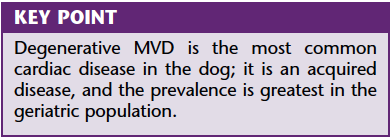 KEY POINT
Degenerative MVD is the most common
cardiac disease in the dog; it is an acquired
disease, and the prevalence is greatest in the
geriatric population.